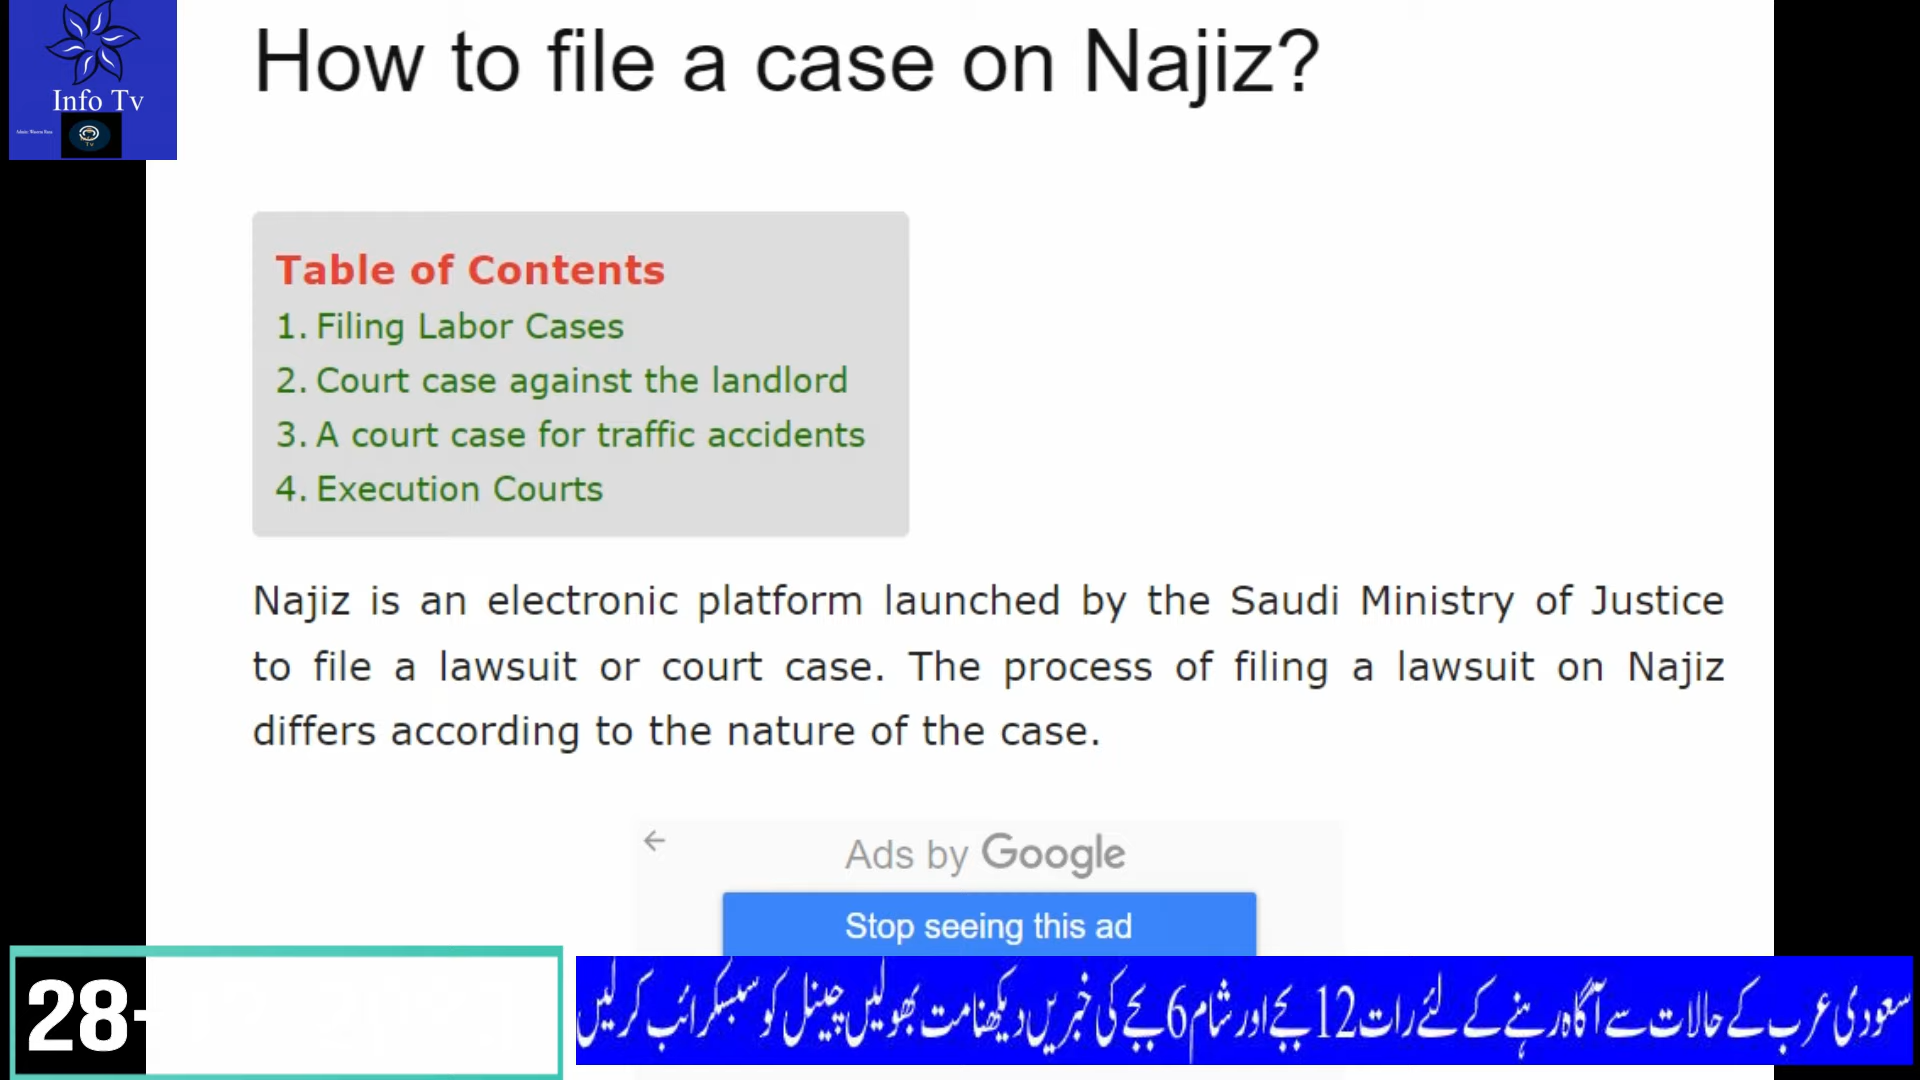 Info Tv
How to file a case on Najiz?
Table of Contents
1. Filing Labor Cases
2. Court case against the landlord
3. A court case for traffic accidents
4. Execution Courts
Najiz is an electronic platform launched by the Saudi Ministry of Justice
to file a lawsuit or court case. The process of filing a lawsuit on Najiz
differs according to the nature of the case.
Ads by Google
Stop seeing this ad
28-
سعودی عرب کے حالات سے آگاہ رہنے کے لئے رات 12 بجے اور شام 6 بجے کی خبریں دیکھنا مت بھولیں چینل کو سبسکرائب کر لیں